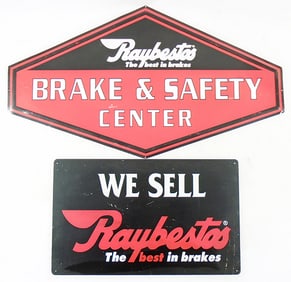 Raybestos
The best in brakes
BRAKE & SAFETY
CENTER
WE SELL
Raybestos®
The best in brakes